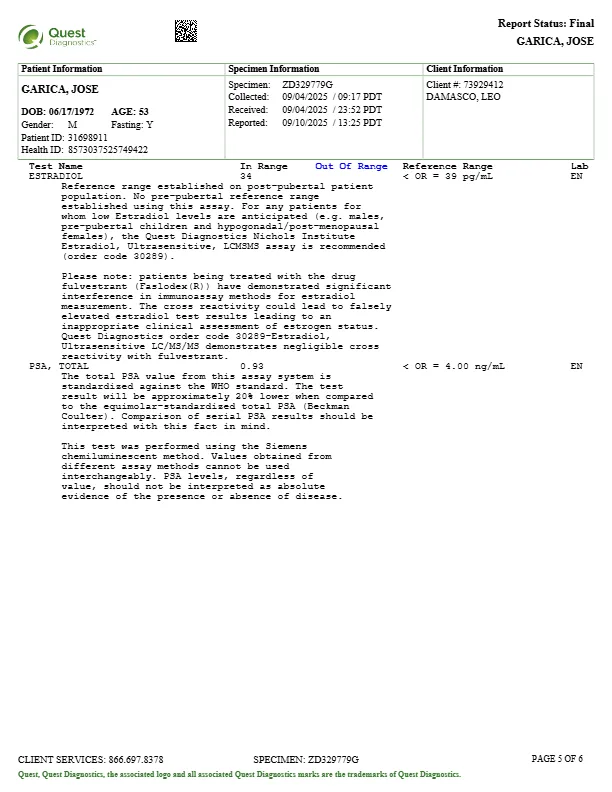 Quest
Diagnostics™
Report Status: Final
GARICA, JOSE
Patient Information
GARICA, JOSE
DOB: 06/17/1972 AGE: 53
Gender: M Fasting: Y
Patient ID: 31698911
Health ID: 8573037525749422
Specimen Information
Specimen: ZD329779G
Collected: 09/04/2025 / 09:17 PDT
Received: 09/04/2025 / 23:52 PDT
Reported: 09/10/2025 / 13:25 PDT
Client Information
Client #: 73929412
DAMASCO, LEO
Test Name In Range Out Of Range Reference Range Lab
ESTRADIOL 34 < OR = 39 pg/mL EN
Reference range established on post-pubertal patient
population. No pre-pubertal reference range
established using this assay. For any patients for
whom low Estradiol levels are anticipated (e.g. males,
pre-pubertal children and hypogonadal/post-menopausal
females), the Quest Diagnostics Nichols Institute
Estradiol, Ultrasensitive, LCMSMS assay is recommended
(order code 30289).
Please note: patients being treated with the drug
fulvestrant (Faslodex(R)) have demonstrated significant
interference in immunoassay methods for estradiol
measurement. The cross reactivity could lead to falsely
elevated estradiol test results leading to an
inappropriate clinical assessment of estrogen status.
Quest Diagnostics order code 30289-Estradiol,
Ultrasensitive LC/MS/MS demonstrates negligible cross
reactivity with fulvestrant.
PSA, TOTAL 0.93 < OR = 4.00 ng/mL EN
The total PSA value from this assay system is
standardized against the WHO standard. The test
result will be approximately 20% lower when compared
to the equimolar-standardized total PSA (Beckman
Coulter). Comparison of serial PSA results should be
interpreted with this fact in mind.
This test was performed using the Siemens
chemiluminescent method. Values obtained from
different assay methods cannot be used
interchangeably. PSA levels, regardless of
value, should not be interpreted as absolute
evidence of the presence or absence of disease.
CLIENT SERVICES: 866.697.8378 SPECIMEN: ZD329779G PAGE 5 OF 6
Quest, Quest Diagnostics, the associated logo and all associated Quest Diagnostics marks are the trademarks of Quest Diagnostics.